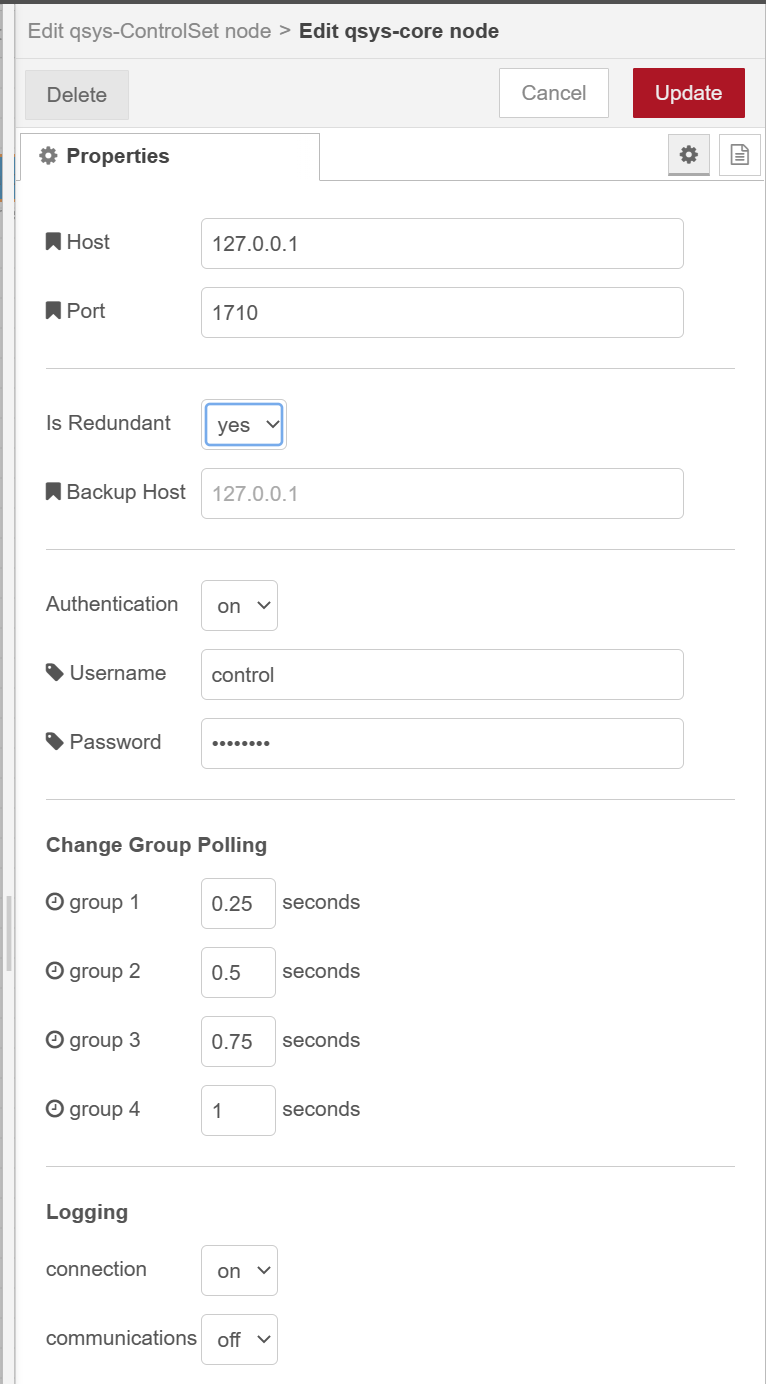 Edit qsys-ControlSet node > Edit qsys-core node
Delete Cancel Update
Properties
Host 127.0.0.1
Port 1710
Is Redundant yes
Backup Host 127.0.0.1
Authentication on
Username control
Password ••••••••
Change Group Polling
group 1 0.25 seconds
group 2 0.5 seconds
group 3 0.75 seconds
group 4 1 seconds
Logging
connection on
communications off